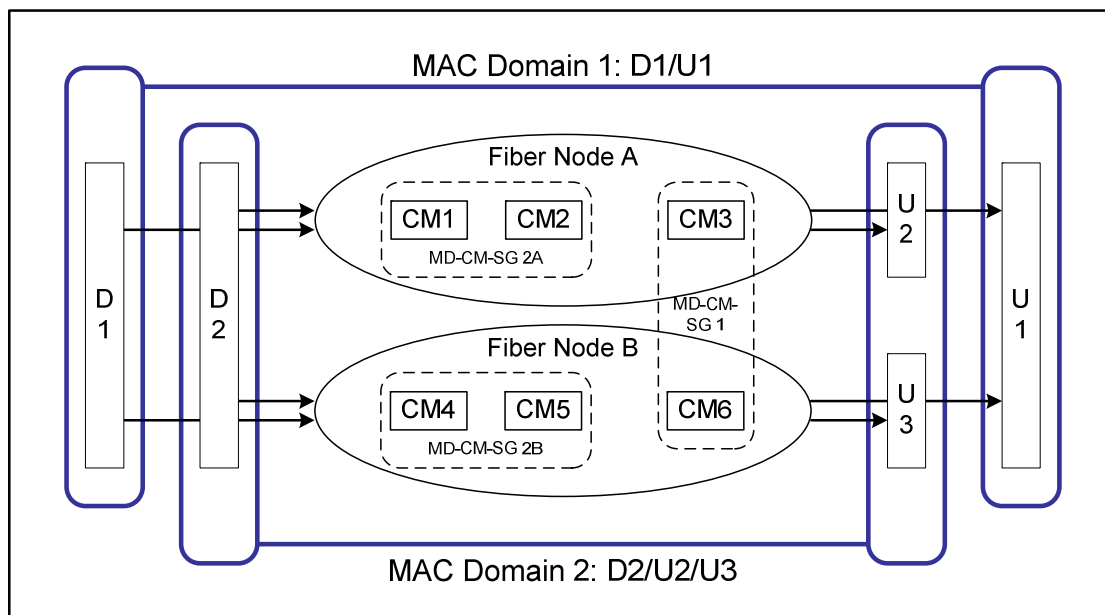 MAC Domain 1: D1/U1
Fiber Node A
CM1
CM2
CM3
MD-CM-SG 2A
U
2
D
1
D
2
MD-CM-
SG 1
U
1
Fiber Node B
CM4
CM5
CM6
MD-CM-SG 2B
U
3
MAC Domain 2: D2/U2/U3